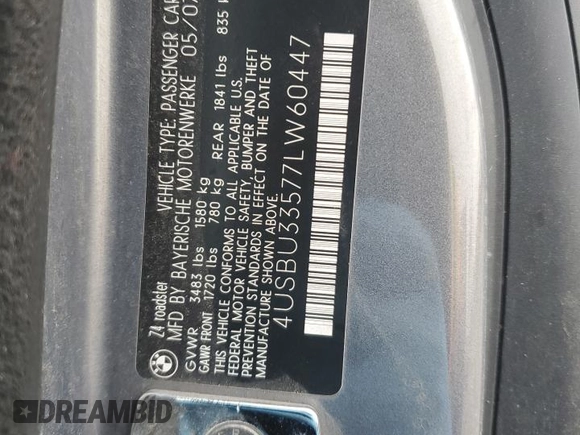 Z4 roadster
VEHICLE TYPE: PASSENGER CAR
MFD BY BAYERISCHE MOTORENWERKE 05/07
GVWR 3483 lbs 1580 kg
GAWR FRONT 1720 lbs 780 kg REAR 1841 lbs 835
THIS VEHICLE CONFORMS TO ALL APPLICABLE U.S.
FEDERAL MOTOR VEHICLE SAFETY, BUMPER AND THEFT
PREVENTION STANDARDS IN EFFECT ON THE DATE OF
MANUFACTURE SHOWN ABOVE.
4USBU33577LW60447
DREAMBID